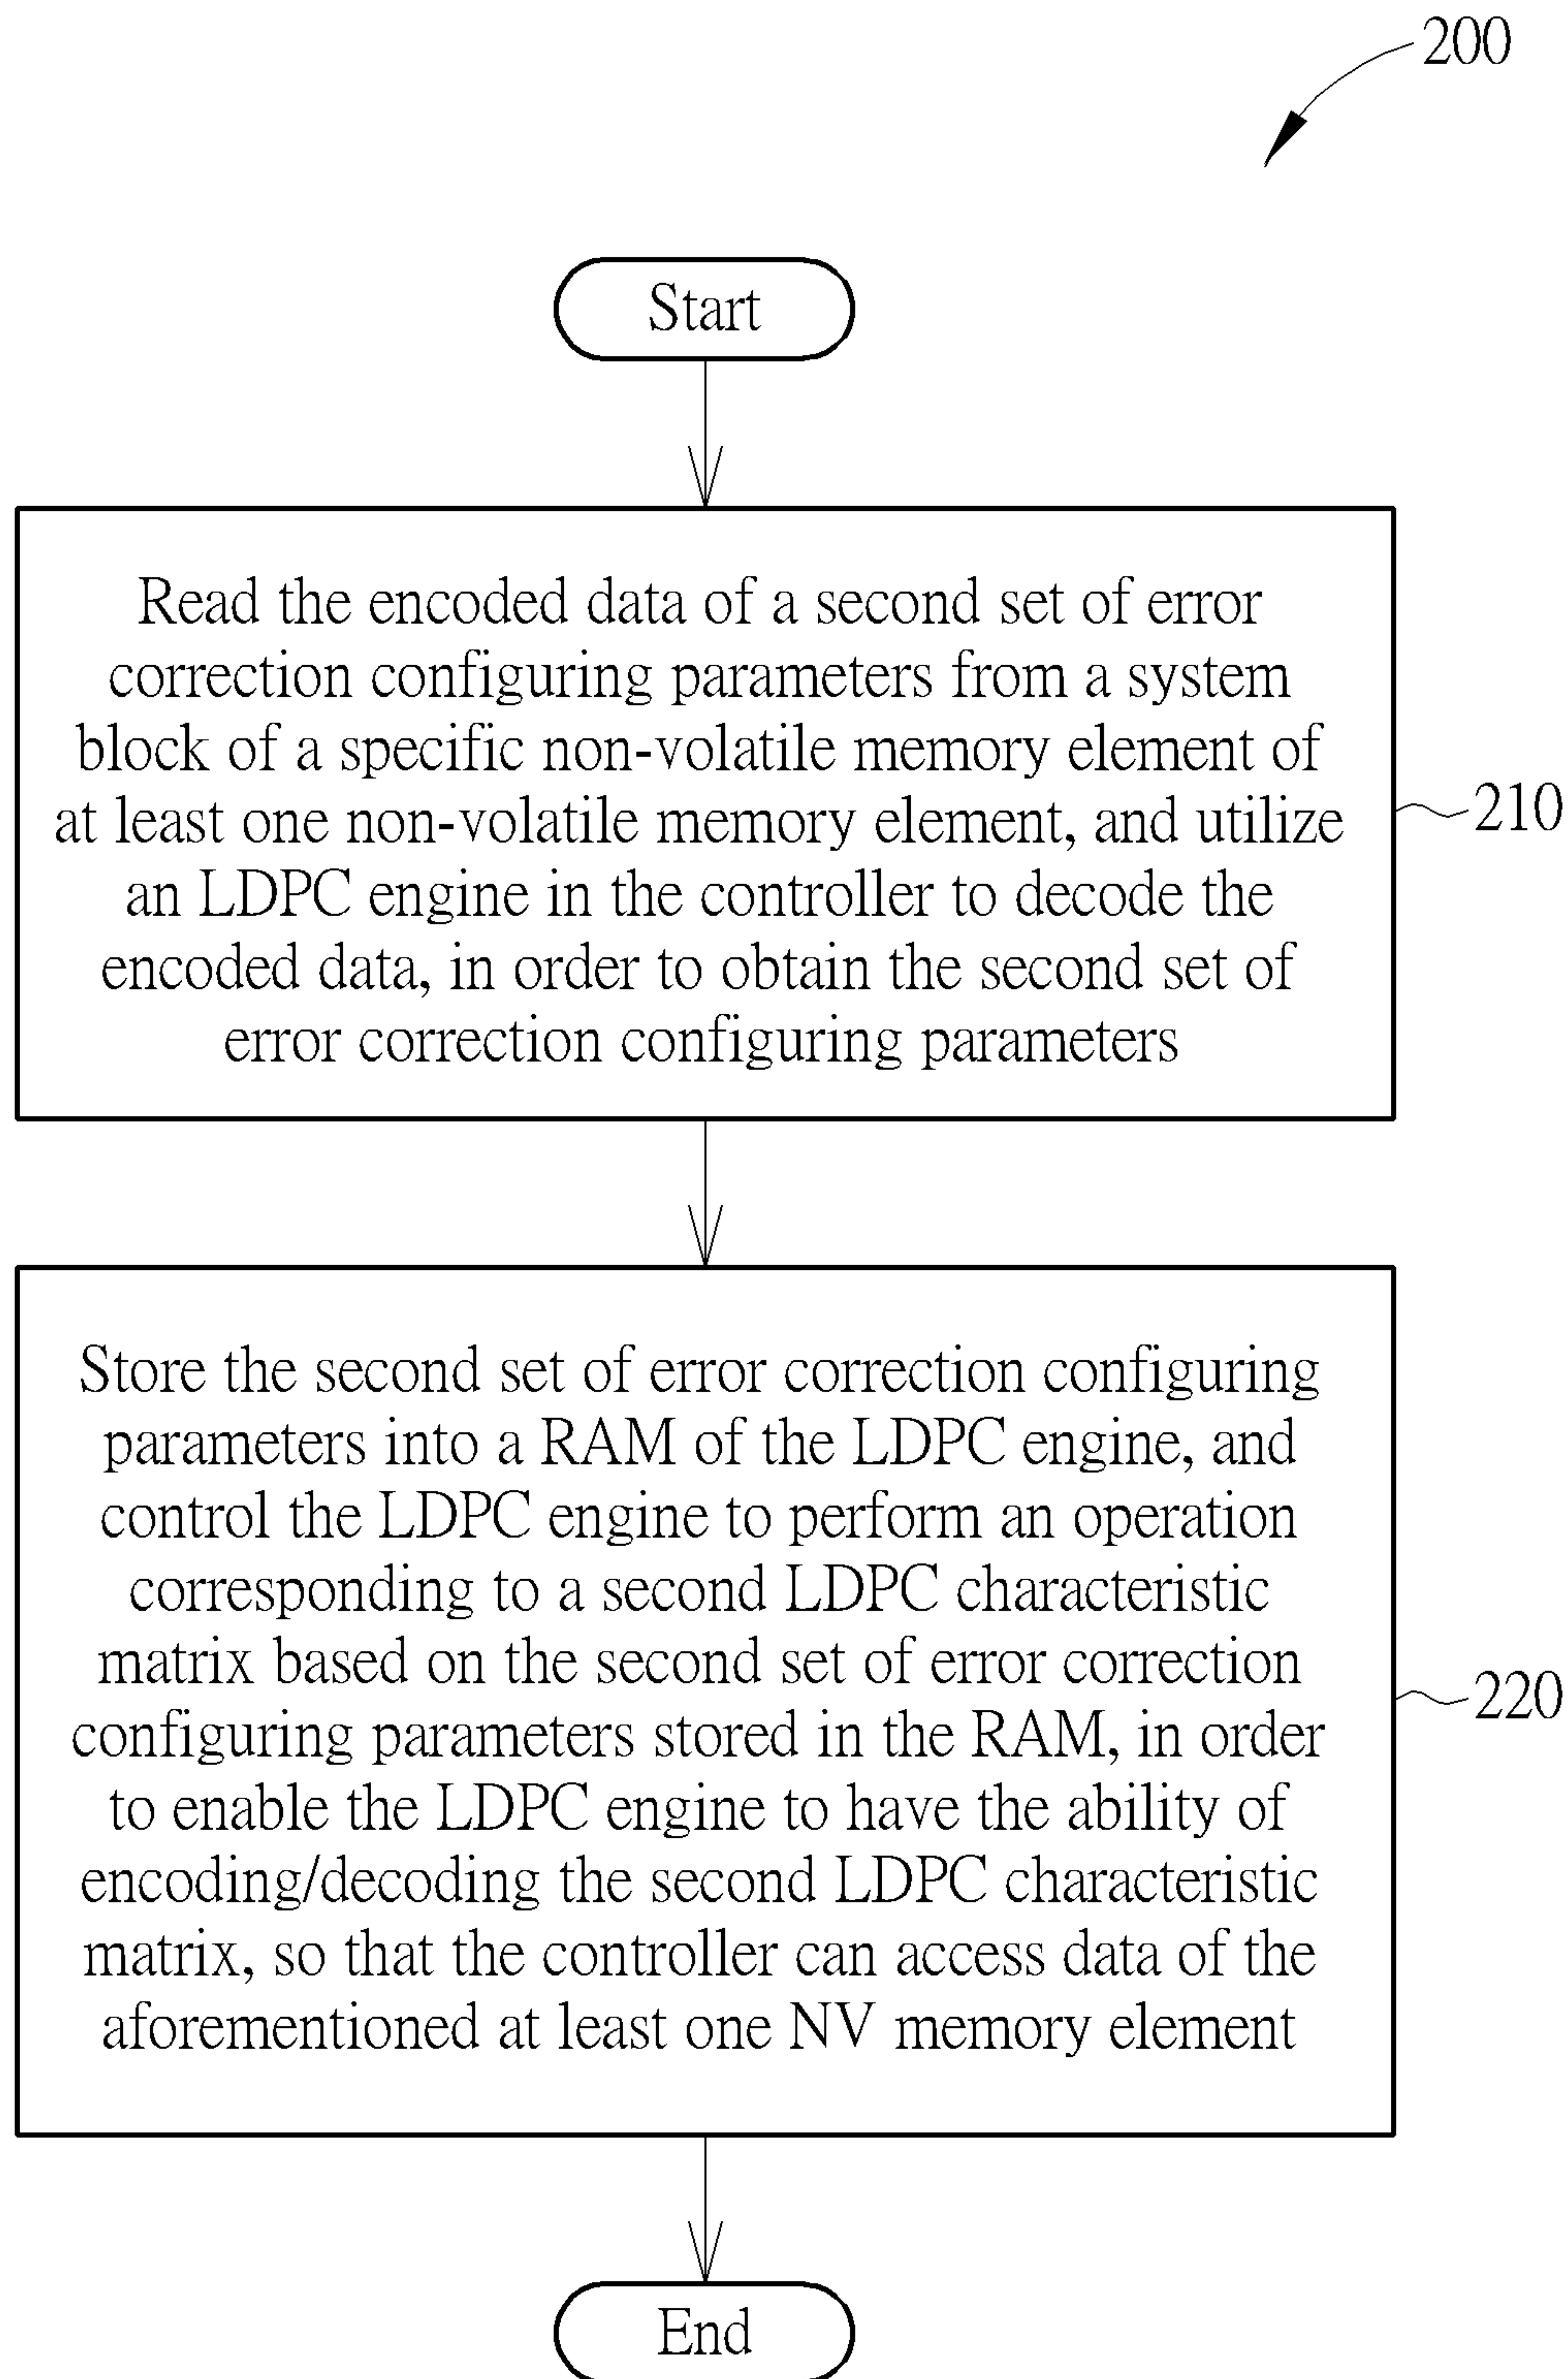 200
Start
Read the encoded data of a second set of error
correction configuring parameters from a system
block of a specific non-volatile memory element of
at least one non-volatile memory element, and utilize
an LDPC engine in the controller to decode the
encoded data, in order to obtain the second set of
error correction configuring parameters
210
Store the second set of error correction configuring
parameters into a RAM of the LDPC engine, and
control the LDPC engine to perform an operation
corresponding to a second LDPC characteristic
matrix based on the second set of error correction
configuring parameters stored in the RAM, in order
to enable the LDPC engine to have the ability of
encoding/decoding the second LDPC characteristic
matrix, so that the controller can access data of the
aforementioned at least one NV memory element
220
End